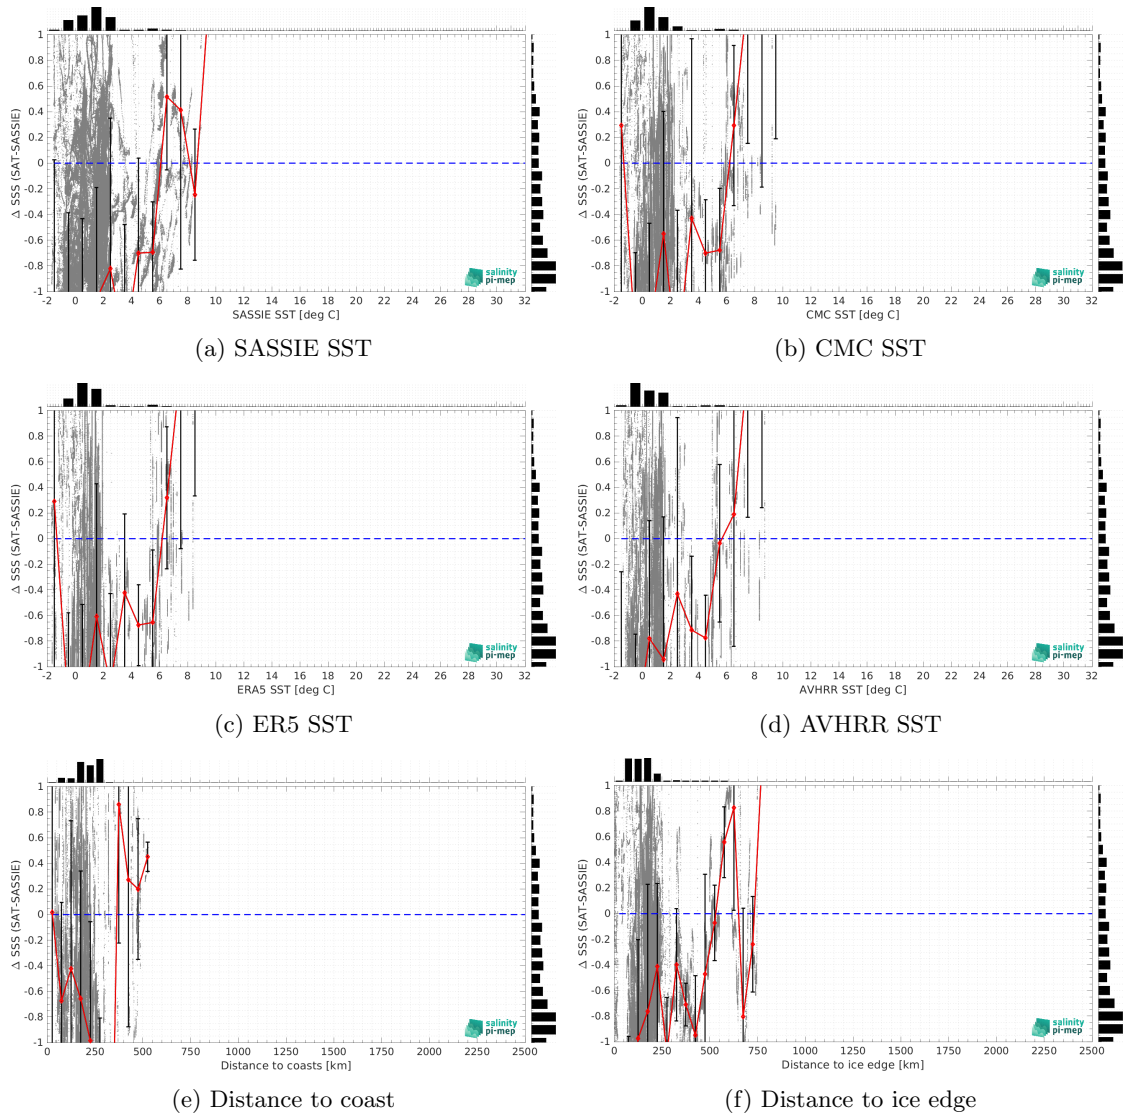 1
0.8
0.6
0.4
0.2
0
-0.2
-0.4
-0.6
-0.8
-1
Δ SSS (SAT-SASSIE)
salinity
pi-mep
-2 0 2 4 6 8 10 12 14 16 18 20 22 24 26 28 30 32
SASSIE SST [deg C]
(a) SASSIE SST
1
0.8
0.6
0.4
0.2
0
-0.2
-0.4
-0.6
-0.8
-1
Δ SSS (SAT-SASSIE)
salinity
pi-mep
-2 0 2 4 6 8 10 12 14 16 18 20 22 24 26 28 30 32
CMC SST [deg C]
(b) CMC SST
1
0.8
0.6
0.4
0.2
0
-0.2
-0.4
-0.6
-0.8
-1
Δ SSS (SAT-SASSIE)
salinity
pi-mep
-2 0 2 4 6 8 10 12 14 16 18 20 22 24 26 28 30 32
ERA5 SST [deg C]
(c) ER5 SST
1
0.8
0.6
0.4
0.2
0
-0.2
-0.4
-0.6
-0.8
-1
Δ SSS (SAT-SASSIE)
salinity
pi-mep
-2 0 2 4 6 8 10 12 14 16 18 20 22 24 26 28 30 32
AVHRR SST [deg C]
(d) AVHRR SST
1
0.8
0.6
0.4
0.2
0
-0.2
-0.4
-0.6
-0.8
-1
Δ SSS (SAT-SASSIE)
salinity
pi-mep
0 250 500 750 1000 1250 1500 1750 2000 2250 2500
Distance to coasts [km]
(e) Distance to coast
1
0.8
0.6
0.4
0.2
0
-0.2
-0.4
-0.6
-0.8
-1
Δ SSS (SAT-SASSIE)
salinity
pi-mep
0 250 500 750 1000 1250 1500 1750 2000 2250 2500
Distance to ice edge [km]
(f) Distance to ice edge